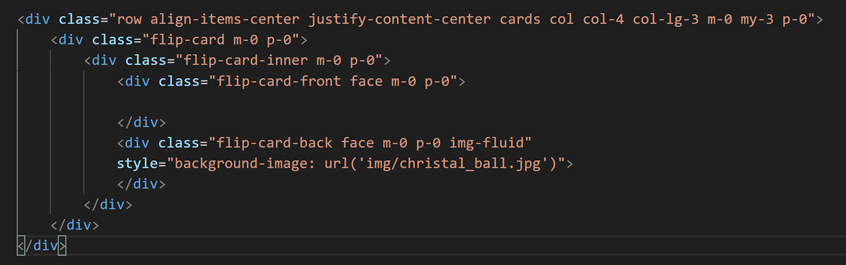 <div class="row align-items-center justify-content-center cards col col-4 col-lg-3 m-0 my-3 p-0">
<div class="flip-card m-0 p-0">
<div class="flip-card-inner m-0 p-0">
<div class="flip-card-front face m-0 p-0">
</div>
<div class="flip-card-back face m-0 p-0 img-fluid"
style="background-image: url('img/christal_ball.jpg')">
</div>
</div>
</div>
</div>